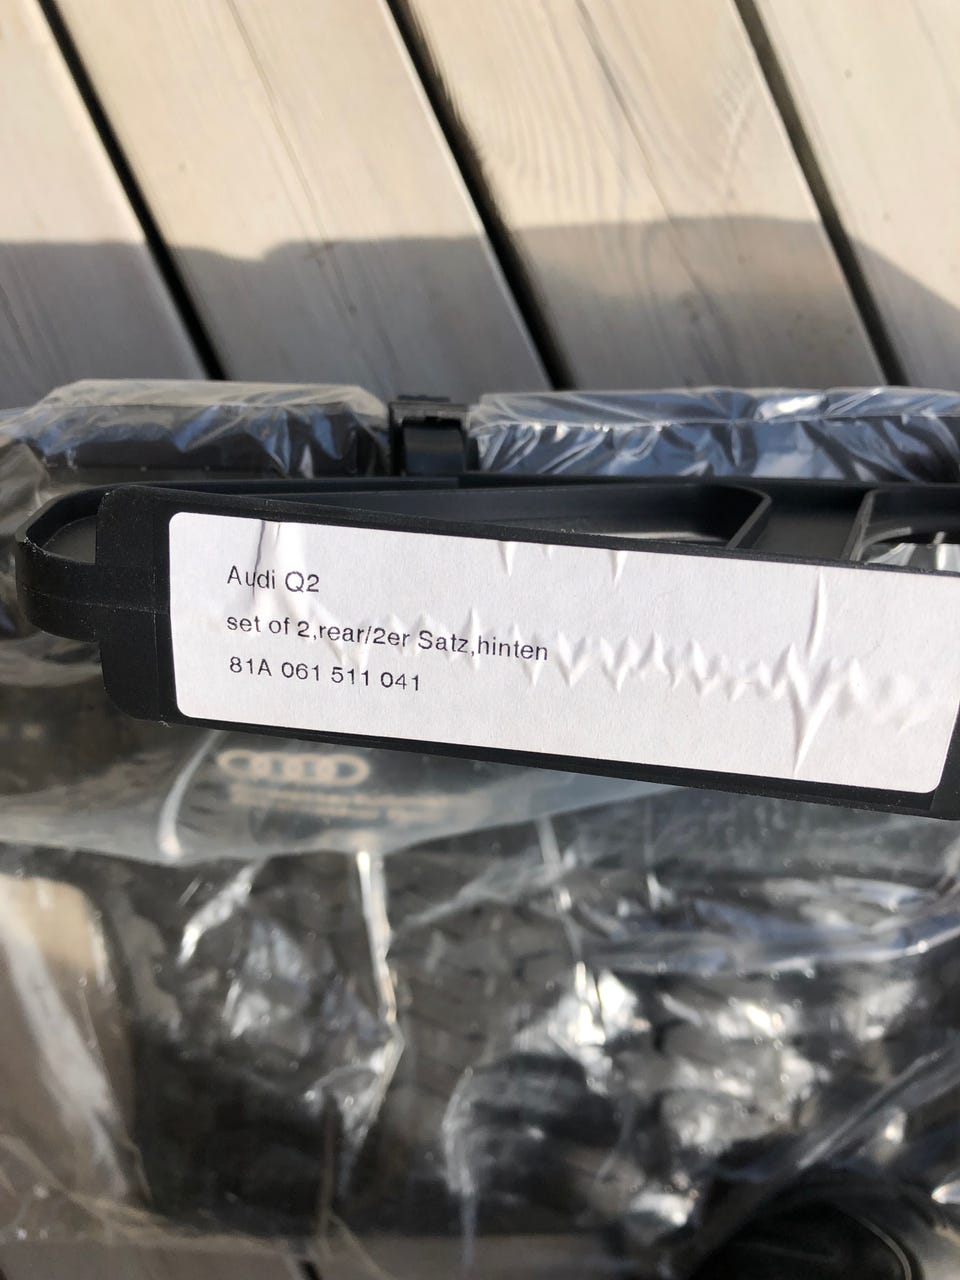 Audi Q2
set of 2,rear/2er Satz,hinten
81A 061 511 041